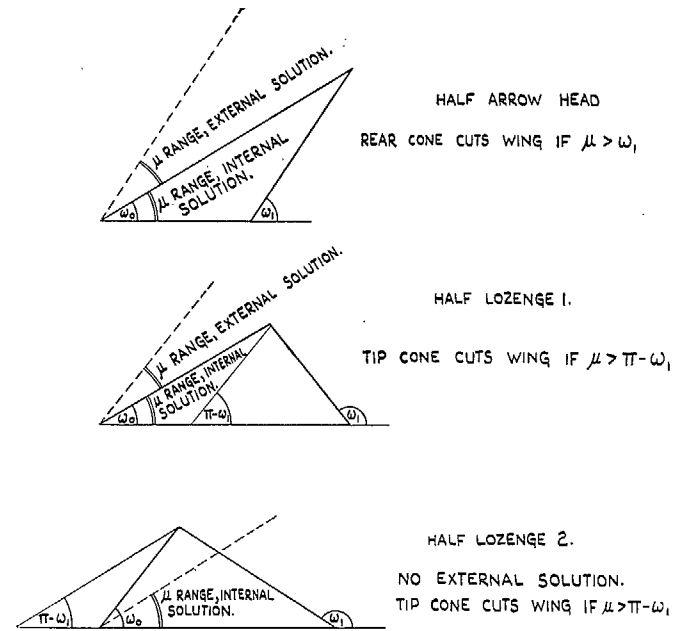 μ RANGE, EXTERNAL SOLUTION.
μ RANGE, INTERNAL
SOLUTION.
ω₀
ω₁
HALF ARROW HEAD
REAR CONE CUTS WING IF μ > ω₁
μ RANGE, EXTERNAL SOLUTION.
μ RANGE, INTERNAL
SOLUTION.
ω₀
π-ω₁
ω₁
HALF LOZENGE 1.
TIP CONE CUTS WING IF μ > π-ω₁
π-ω₁
ω₀
μ RANGE, INTERNAL
SOLUTION.
ω₁
HALF LOZENGE 2.
NO EXTERNAL SOLUTION.
TIP CONE CUTS WING IF μ>π-ω₁